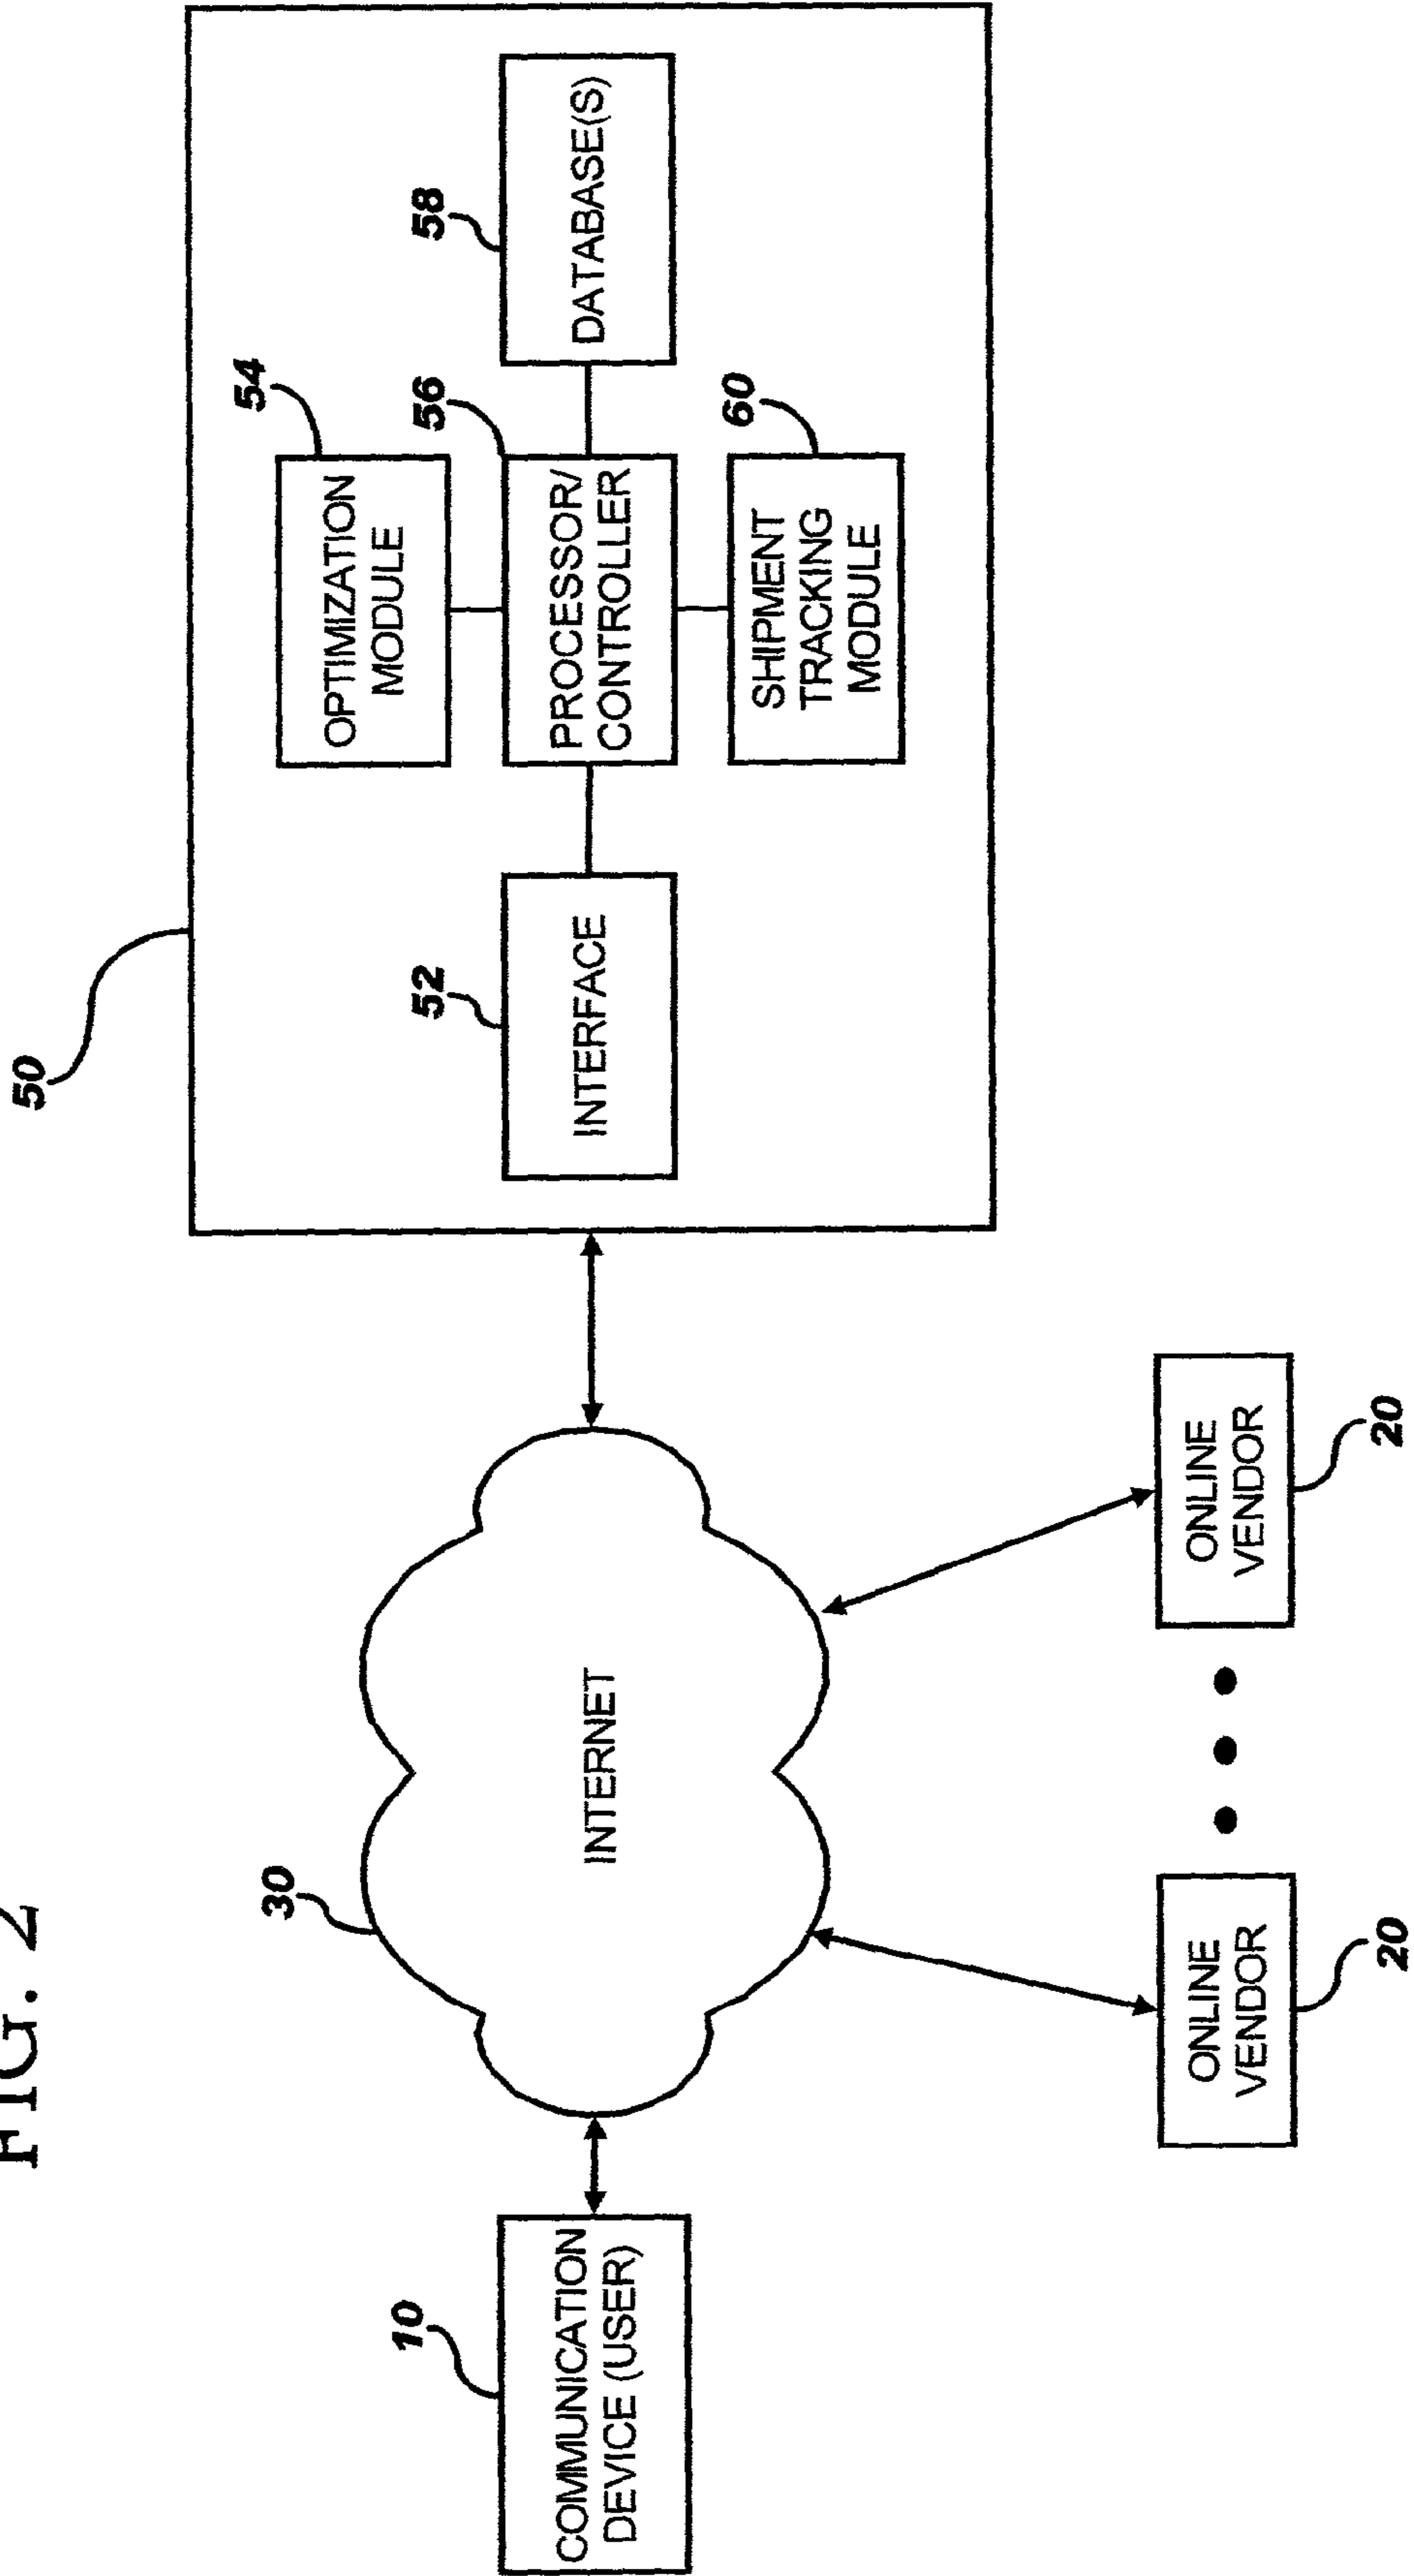 FIG. 2
50
54
OPTIMIZATION
MODULE
52
INTERFACE
56
PROCESSOR/
CONTROLLER
58
DATABASE(S)
60
SHIPMENT
TRACKING
MODULE
10
COMMUNICATION
DEVICE (USER)
30
INTERNET
ONLINE
VENDOR
20
ONLINE
VENDOR
20